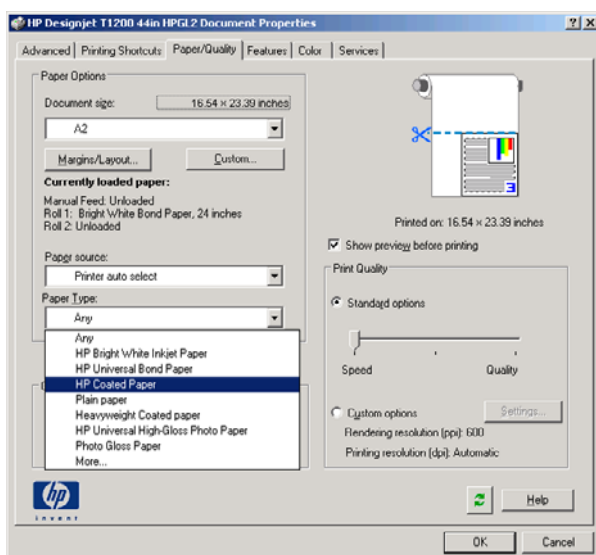 HP Designjet T1200 44in HPGL2 Document Properties
Advanced Printing Shortcuts Paper/Quality Features Color Services
Paper Options
Document size: 16.54 × 23.39 inches
A2
Margins/Layout... Custom...
Currently loaded paper:
Manual Feed: Unloaded
Roll 1: Bright White Bond Paper, 24 inches
Roll 2: Unloaded
Paper source:
Printer auto select
Paper Type:
Any
Any
HP Bright White Inkjet Paper
HP Universal Bond Paper
HP Coated Paper
Plain paper
Heavyweight Coated paper
HP Universal High-Gloss Photo Paper
Photo Gloss Paper
More...
3
Printed on: 16.54 × 23.39 inches
Show preview before printing
Print Quality
Standard options
Speed Quality
Custom options Settings...
Rendering resolution (ppi): 600
Printing resolution (dpi): Automatic
hp
invent
Help
OK Cancel